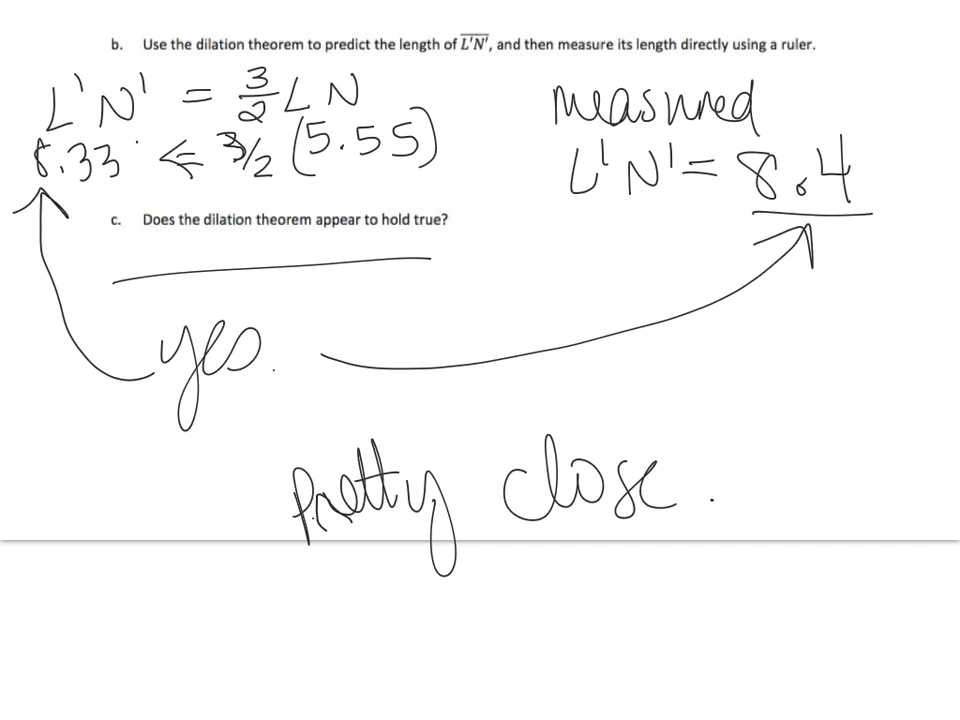 b. Use the dilation theorem to predict the length of L'N', and then measure its length directly using a ruler.
L'N' = 3/2 LN
8.33 ← 3/2 (5.55)
measured
L'N' = 8.4
c. Does the dilation theorem appear to hold true?
yes.
Pretty close.